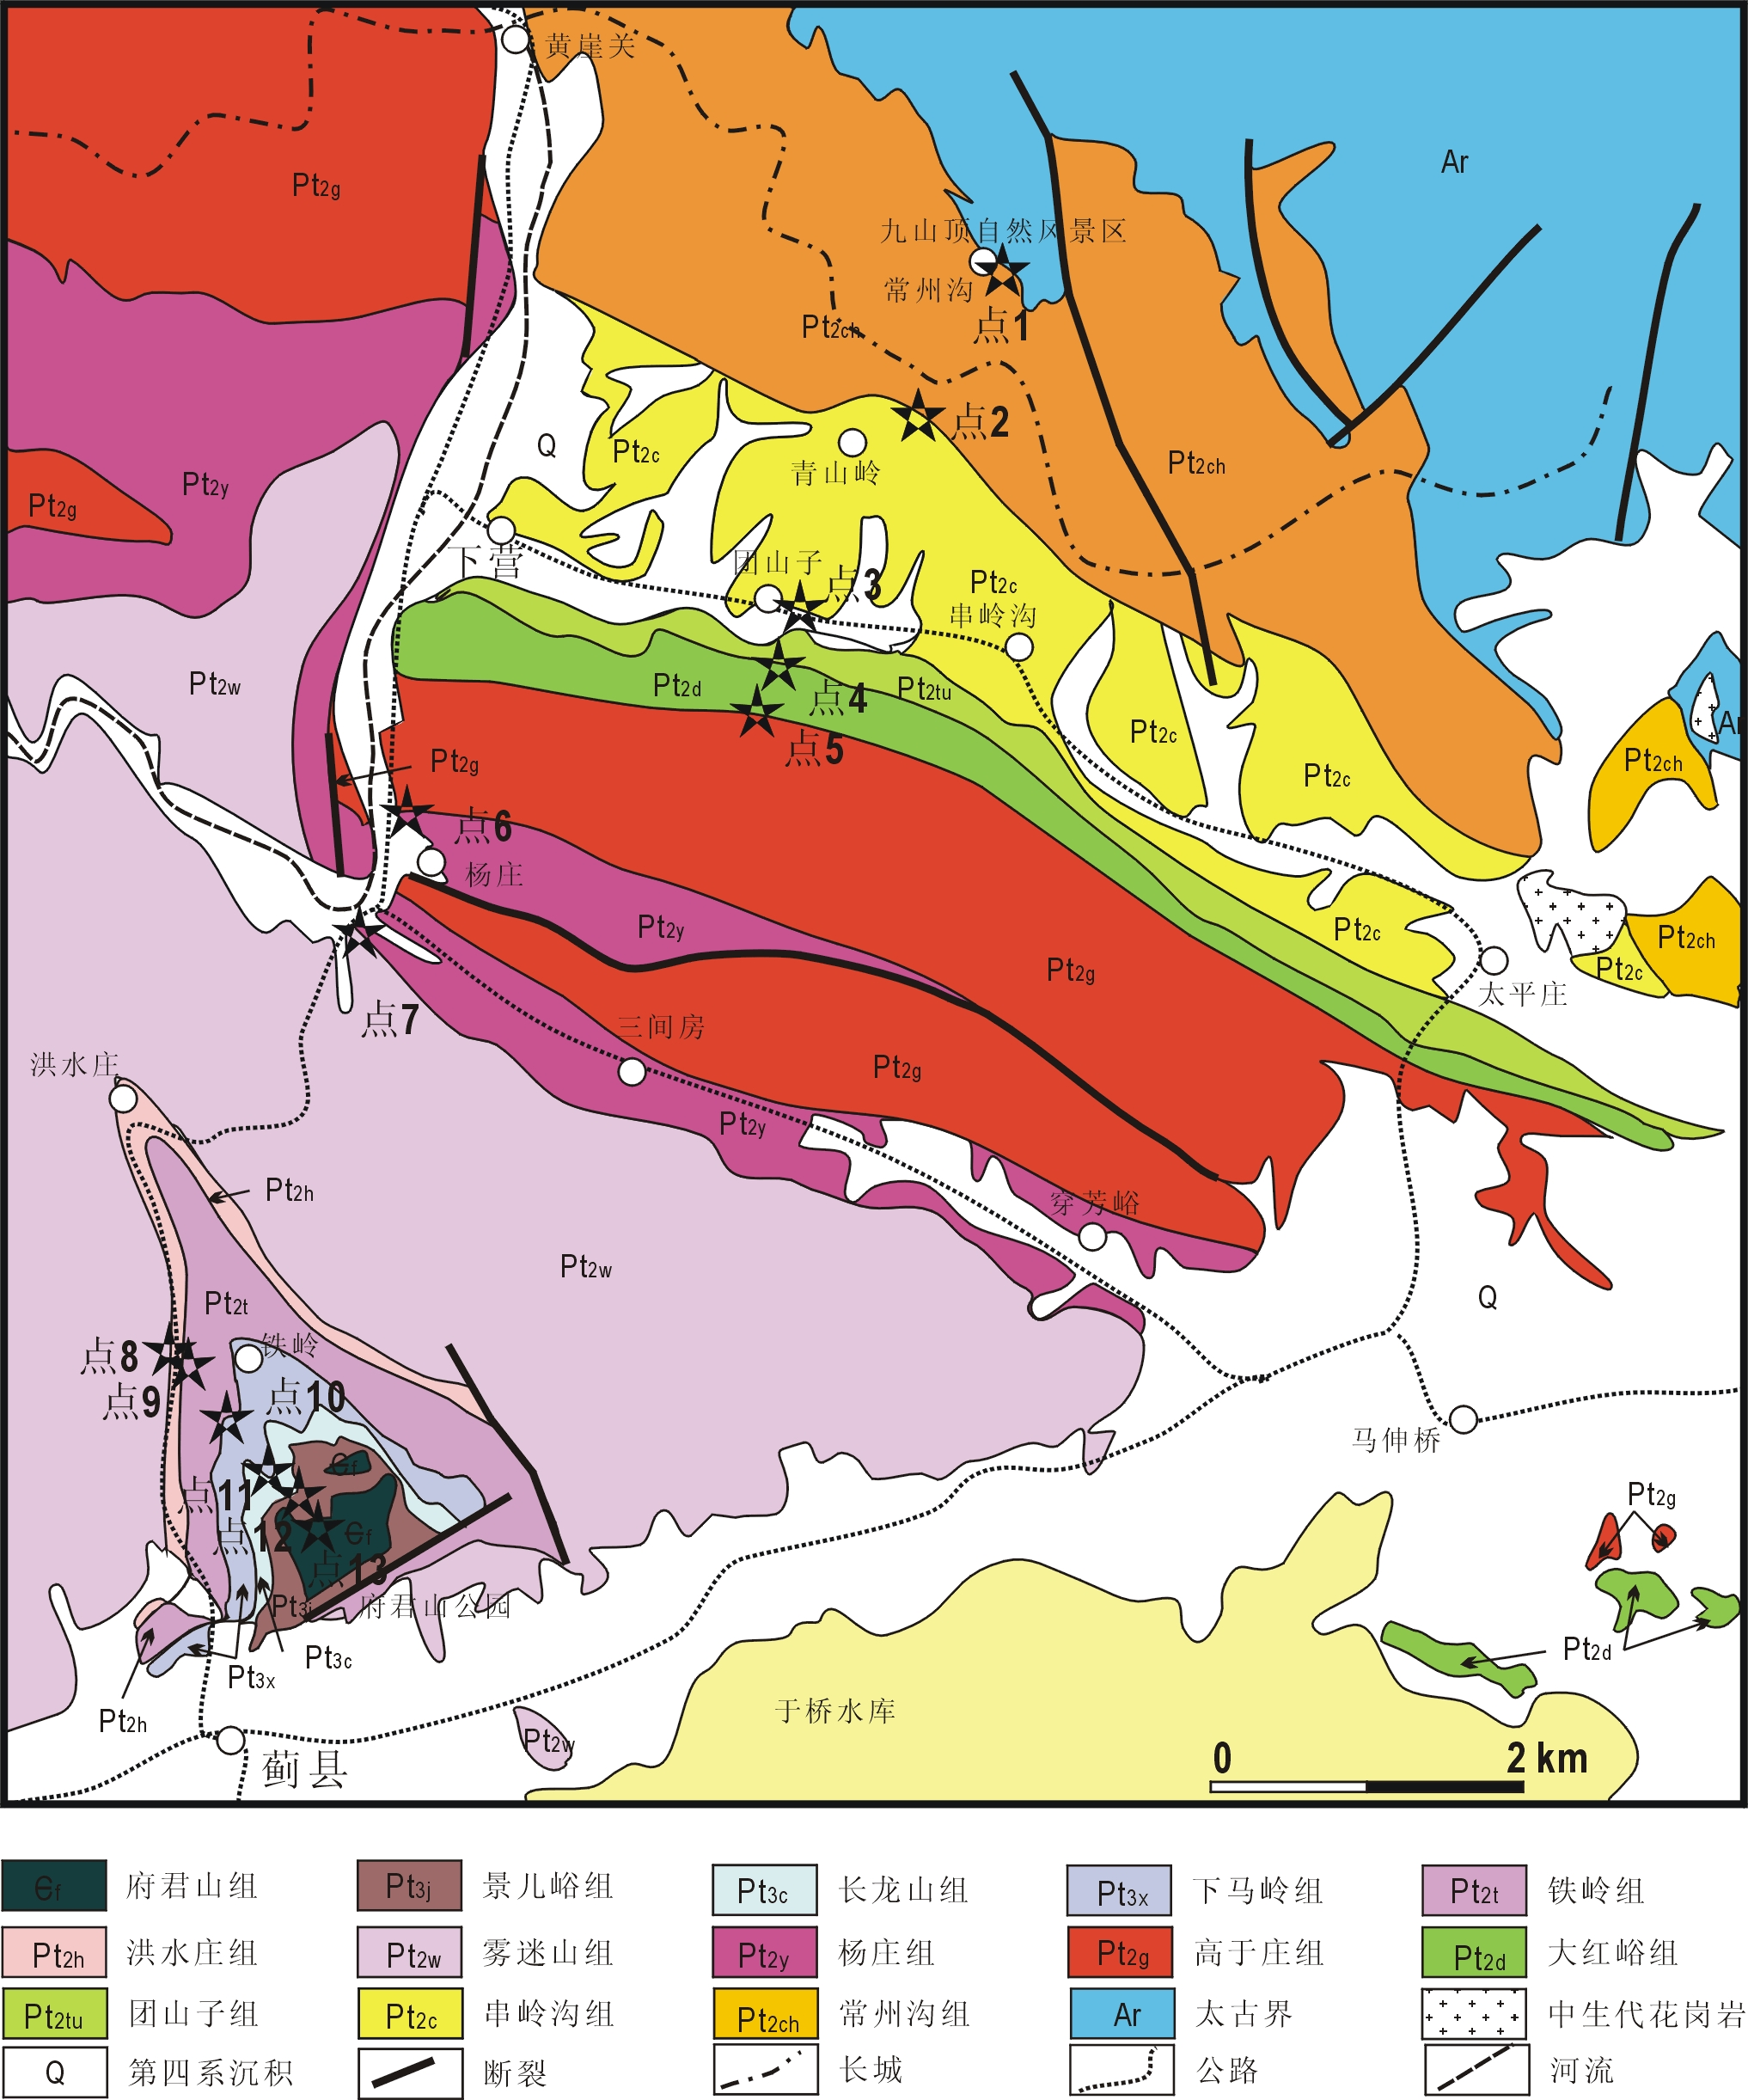 黄崖关
Pt2g
Ar
九山顶自然风景区
常州沟
点1
Pt2ch
点2
Pt2ch
Q
Pt2c
青山岭
Pt2y
Pt2g
下营
团山子
点3
Pt2c
串岭沟
Pt2w
Pt2d
点4
Pt2tu
点5
Pt2c
Ar
Pt2ch
Pt2g
Pt2c
点6
杨庄
Pt2y
Pt2c
Pt2ch
Pt2g
Pt2c
太平庄
点7
三间房
洪水庄
Pt2g
Pt2y
Pt2h
穿芳峪
Pt2w
Q
Pt2t
铁岭
点8
点9
点10
马伸桥
Єf
点11
Pt2g
点12
Єf
点13
Pt3j
府君山公园
Pt3c
Pt2d
Pt3x
Pt2h
于桥水库
Pt2w
蓟县
0 2 km
Єf 府君山组 Pt3j 景儿峪组 Pt3c 长龙山组 Pt3x 下马岭组 Pt2t 铁岭组
Pt2h 洪水庄组 Pt2w 雾迷山组 Pt2y 杨庄组 Pt2g 高于庄组 Pt2d 大红峪组
Pt2tu 团山子组 Pt2c 串岭沟组 Pt2ch 常州沟组 Ar 太古界 中生代花岗岩
Q 第四系沉积 断裂 长城 公路 河流